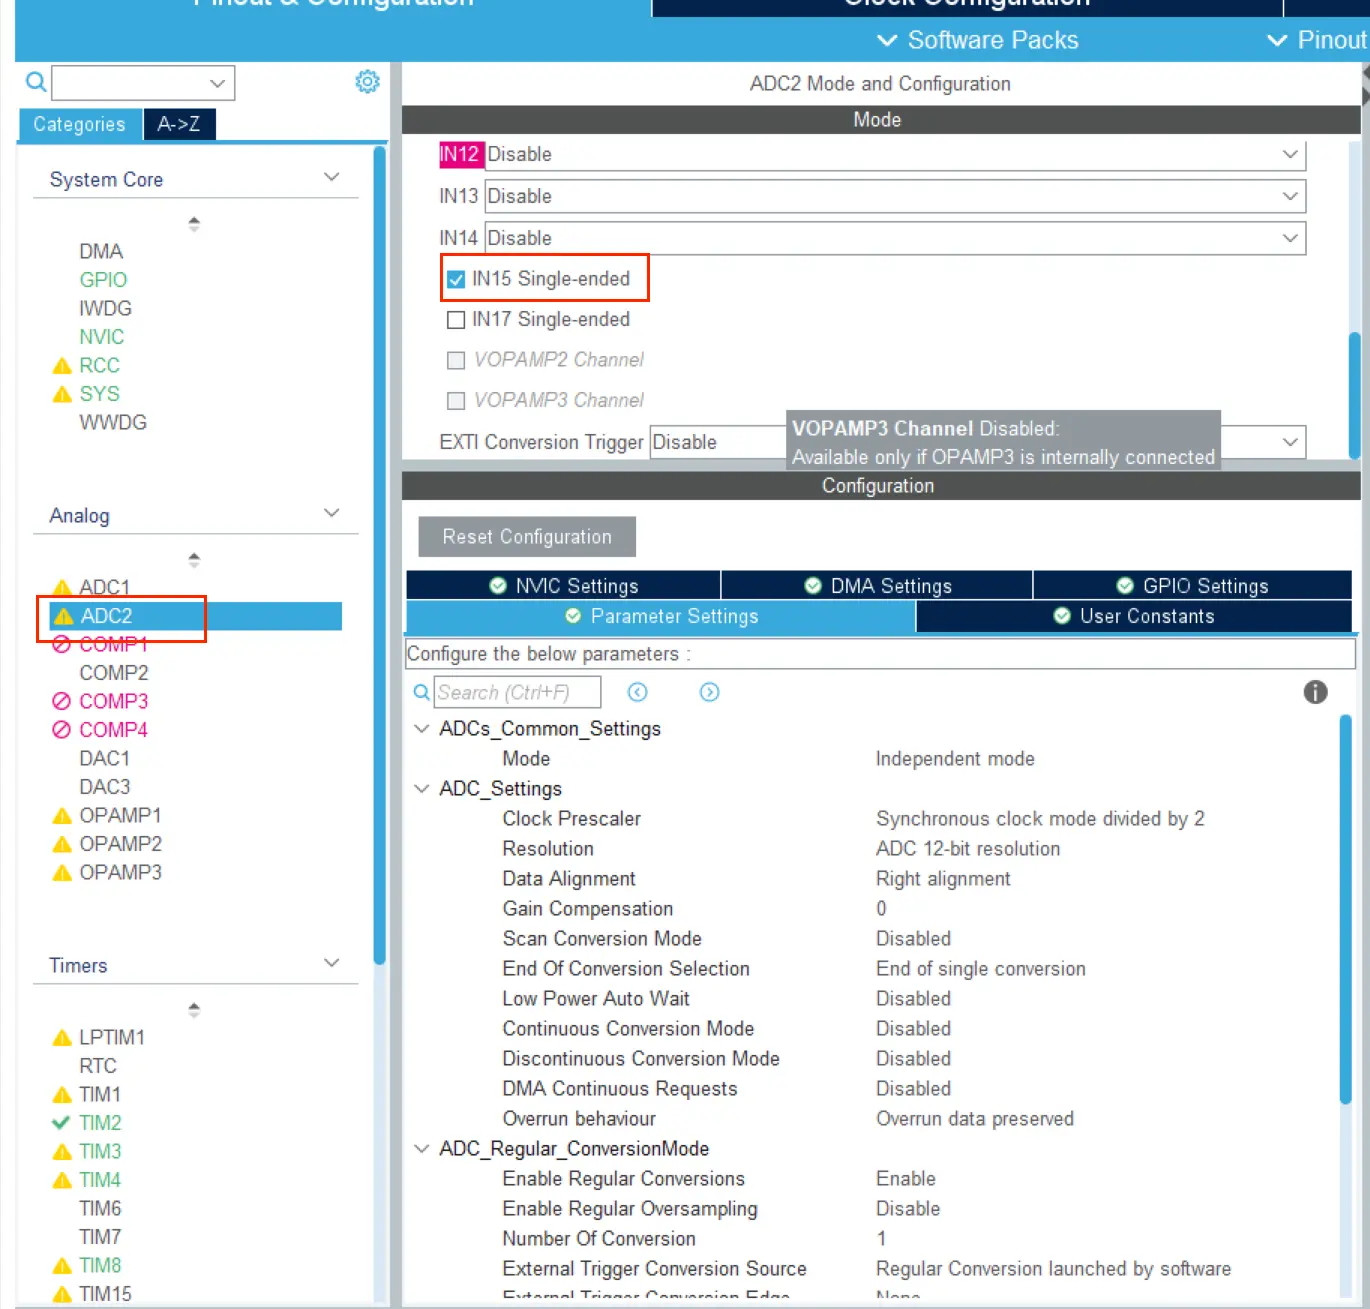 Pinout & Configuration
Clock Configuration
Software Packs
Pinout
Categories
A->Z
System Core
DMA
GPIO
IWDG
NVIC
RCC
SYS
WWDG
Analog
ADC1
ADC2
COMP1
COMP2
COMP3
COMP4
DAC1
DAC3
OPAMP1
OPAMP2
OPAMP3
Timers
LPTIM1
RTC
TIM1
TIM2
TIM3
TIM4
TIM6
TIM7
TIM8
TIM15
ADC2 Mode and Configuration
Mode
IN12 Disable
IN13 Disable
IN14 Disable
IN15 Single-ended
IN17 Single-ended
VOPAMP2 Channel
VOPAMP3 Channel
EXTI Conversion Trigger Disable
VOPAMP3 Channel Disabled:
Available only if OPAMP3 is internally connected
Configuration
Reset Configuration
NVIC Settings
DMA Settings
GPIO Settings
Parameter Settings
User Constants
Configure the below parameters :
Search (Ctrl+F)
ADCs_Common_Settings
Mode Independent mode
ADC_Settings
Clock Prescaler Synchronous clock mode divided by 2
Resolution ADC 12-bit resolution
Data Alignment Right alignment
Gain Compensation 0
Scan Conversion Mode Disabled
End Of Conversion Selection End of single conversion
Low Power Auto Wait Disabled
Continuous Conversion Mode Disabled
Discontinuous Conversion Mode Disabled
DMA Continuous Requests Disabled
Overrun behaviour Overrun data preserved
ADC_Regular_ConversionMode
Enable Regular Conversions Enable
Enable Regular Oversampling Disable
Number Of Conversion 1
External Trigger Conversion Source Regular Conversion launched by software
External Trigger Conversion Edge None